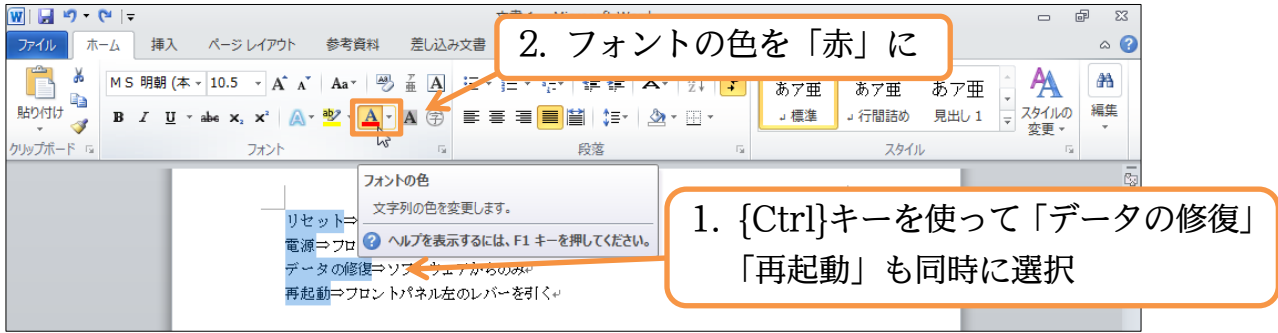 ファイル ホーム 挿入 ページ レイアウト 参考資料 差し込み文書
2. フォントの色を「赤」に
MS 明朝 (本 10.5 Aa
あア亜 あア亜 あア亜
貼り付け
標準 行間詰め 見出し 1 スタイルの変更 編集
クリップボード フォント 段落 スタイル
フォントの色
文字列の色を変更します。
ヘルプを表示するには、F1 キーを押してください。
1. {Ctrl}キーを使って「データの修復」
「再起動」も同時に選択
リセット⇒
電源⇒フロ
データの修復⇒ソフ
再起動⇒フロントパネル左のレバーを引く